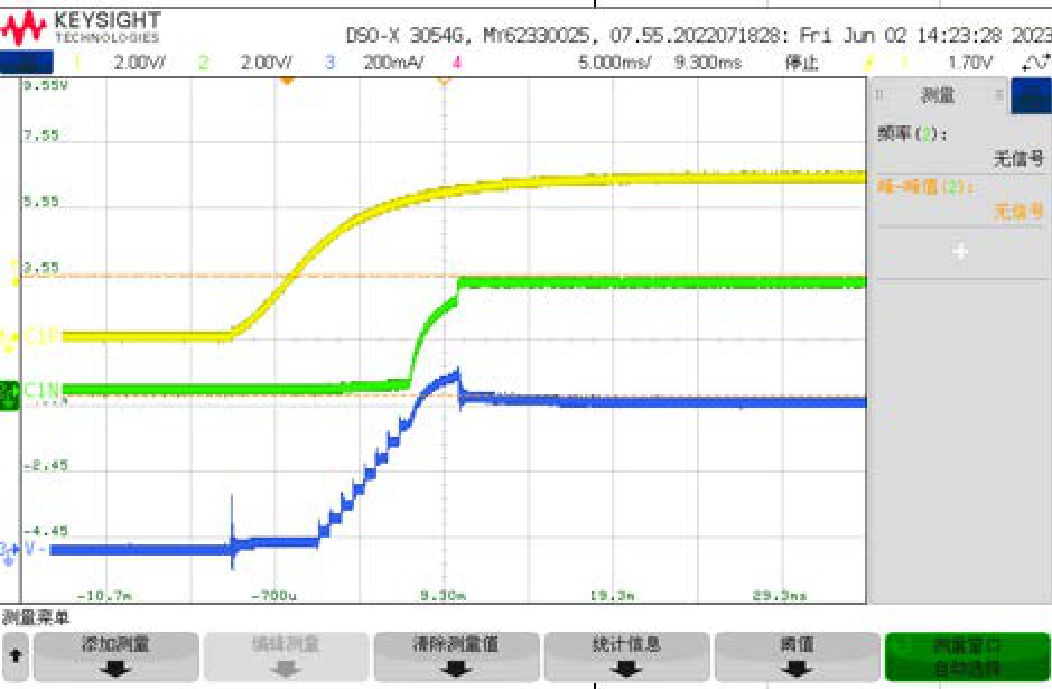 KEYSIGHT
TECHNOLOGIES
DSO-X 3054G, MY62330025, 07.55.2022071828: Fri Jun 02 14:23:28 2023
1 2.00V/ 2 2.00V/ 3 200mA/ 4 5.000ms/ 9.300ms 停止 1 1.70V
9.55V
7.55
5.55
3.55
C1P
C1N
-2.45
-4.45
V-
-10.7m -700u 9.30m 19.3m 29.3ms
测量
频率(2):
无信号
峰-峰值(2):
无信号
测量菜单
添加测量
编辑测量
清除测量值
统计信息
阈值
测量窗口
自动选择